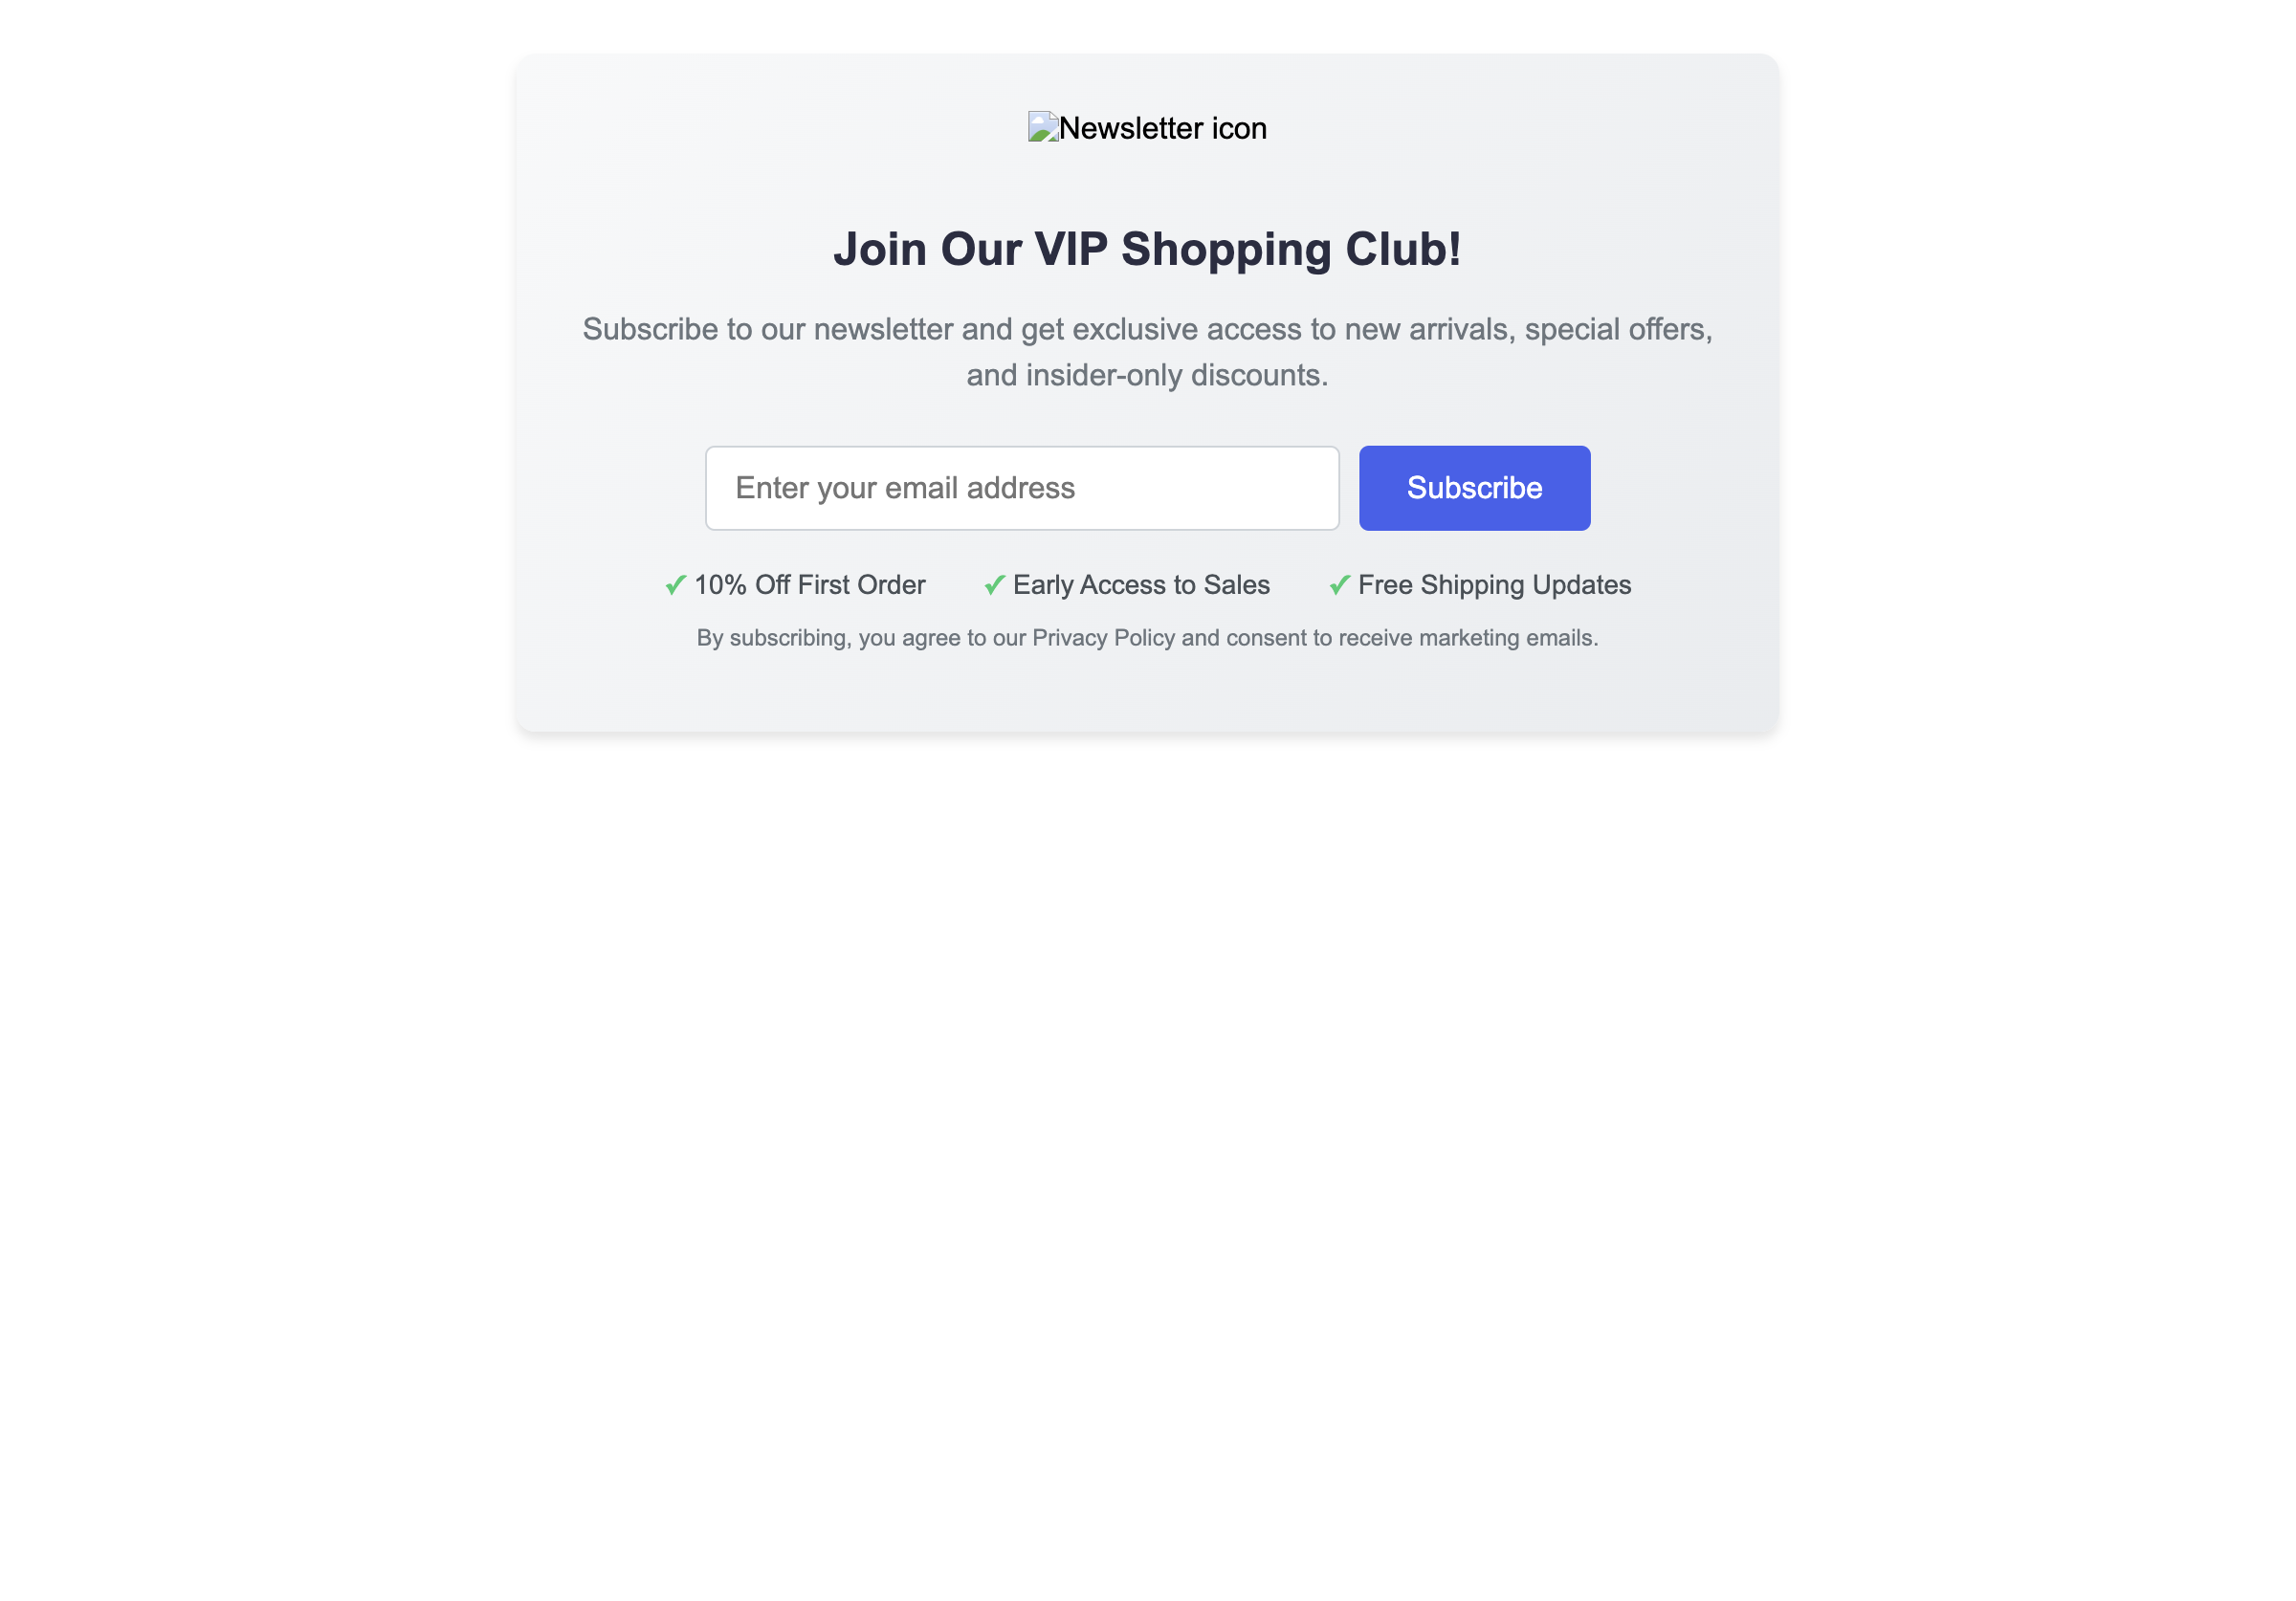 Newsletter icon
Join Our VIP Shopping Club!
Subscribe to our newsletter and get exclusive access to new arrivals, special offers,
and insider-only discounts.
Enter your email address
Subscribe
✓ 10% Off First Order ✓ Early Access to Sales ✓ Free Shipping Updates
By subscribing, you agree to our Privacy Policy and consent to receive marketing emails.